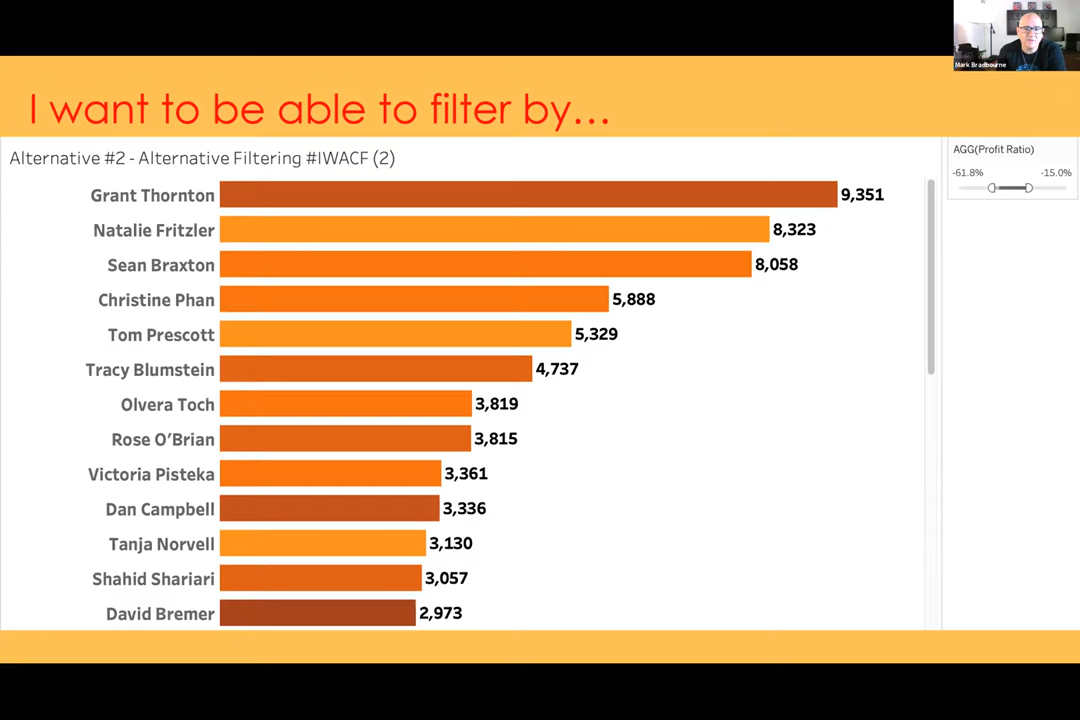 I want to be able to filter by...
Alternative #2 - Alternative Filtering #IWACF (2)
AGG(Profit Ratio)
-61.8% -15.0%
Grant Thornton 9,351
Natalie Fritzler 8,323
Sean Braxton 8,058
Christine Phan 5,888
Tom Prescott 5,329
Tracy Blumstein 4,737
Olvera Toch 3,819
Rose O’Brian 3,815
Victoria Pisteka 3,361
Dan Campbell 3,336
Tanja Norvell 3,130
Shahid Shariari 3,057
David Bremer 2,973
Mark Bradbourne